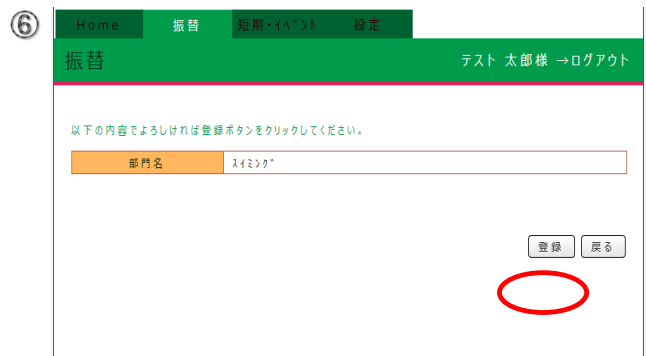 ⑥
Home 振替 短期・イベント 設定
振替 テスト 太郎様 →ログアウト
以下の内容でよろしければ登録ボタンをクリックしてください。
部門名 スイミング
登録 戻る